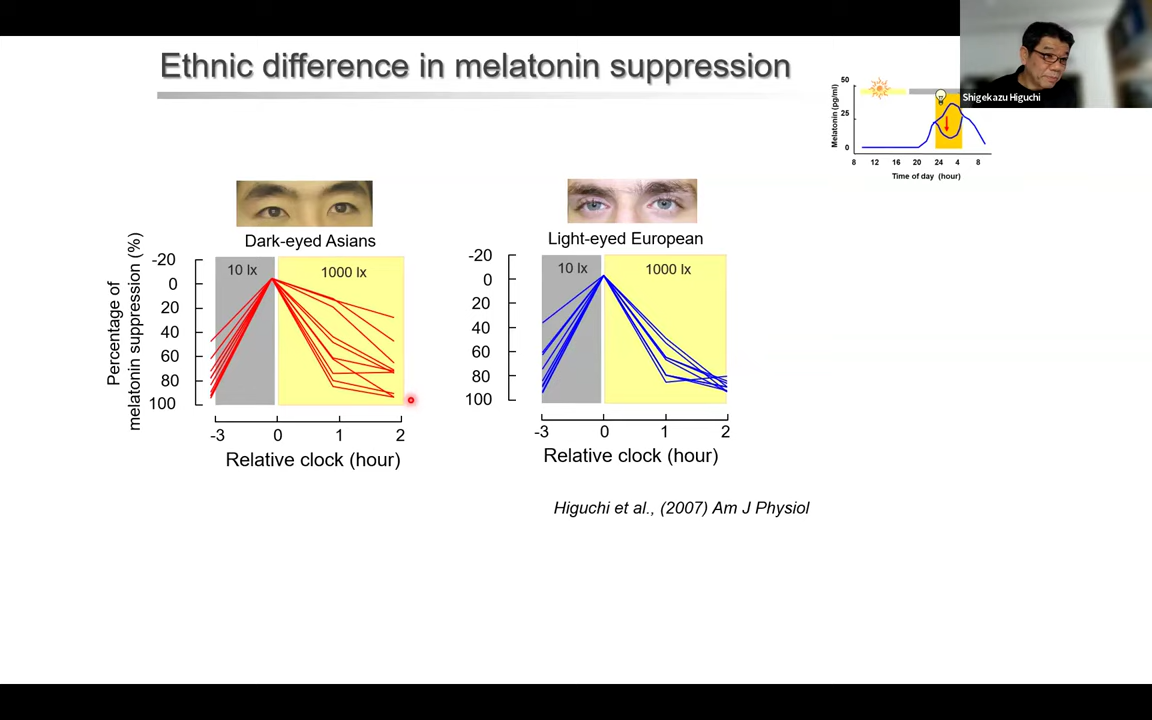 Ethnic difference in melatonin suppression
Shigekazu Higuchi
Melatonin (pg/ml)
50
25
0
8 12 16 20 24 4 8
Time of day (hour)
Dark-eyed Asians
Percentage of
melatonin suppression (%)
-20
0
20
40
60
80
100
10 lx
1000 lx
-3 0 1 2
Relative clock (hour)
Light-eyed European
-20
0
20
40
60
80
100
10 lx
1000 lx
-3 0 1 2
Relative clock (hour)
Higuchi et al., (2007) Am J Physiol